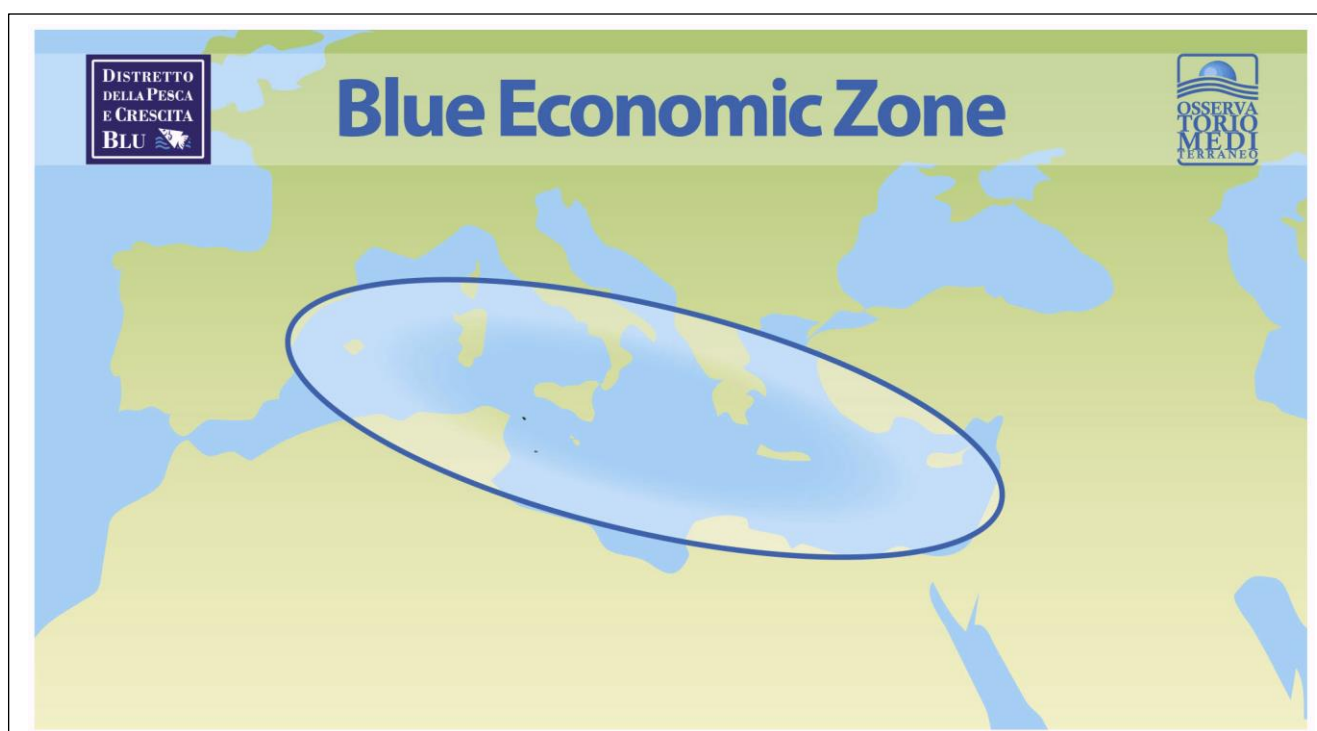 DISTRETTO
DELLA PESCA
E CRESCITA
BLU
Blue Economic Zone
OSSERVA
TORIO
MEDI
TERRANEO